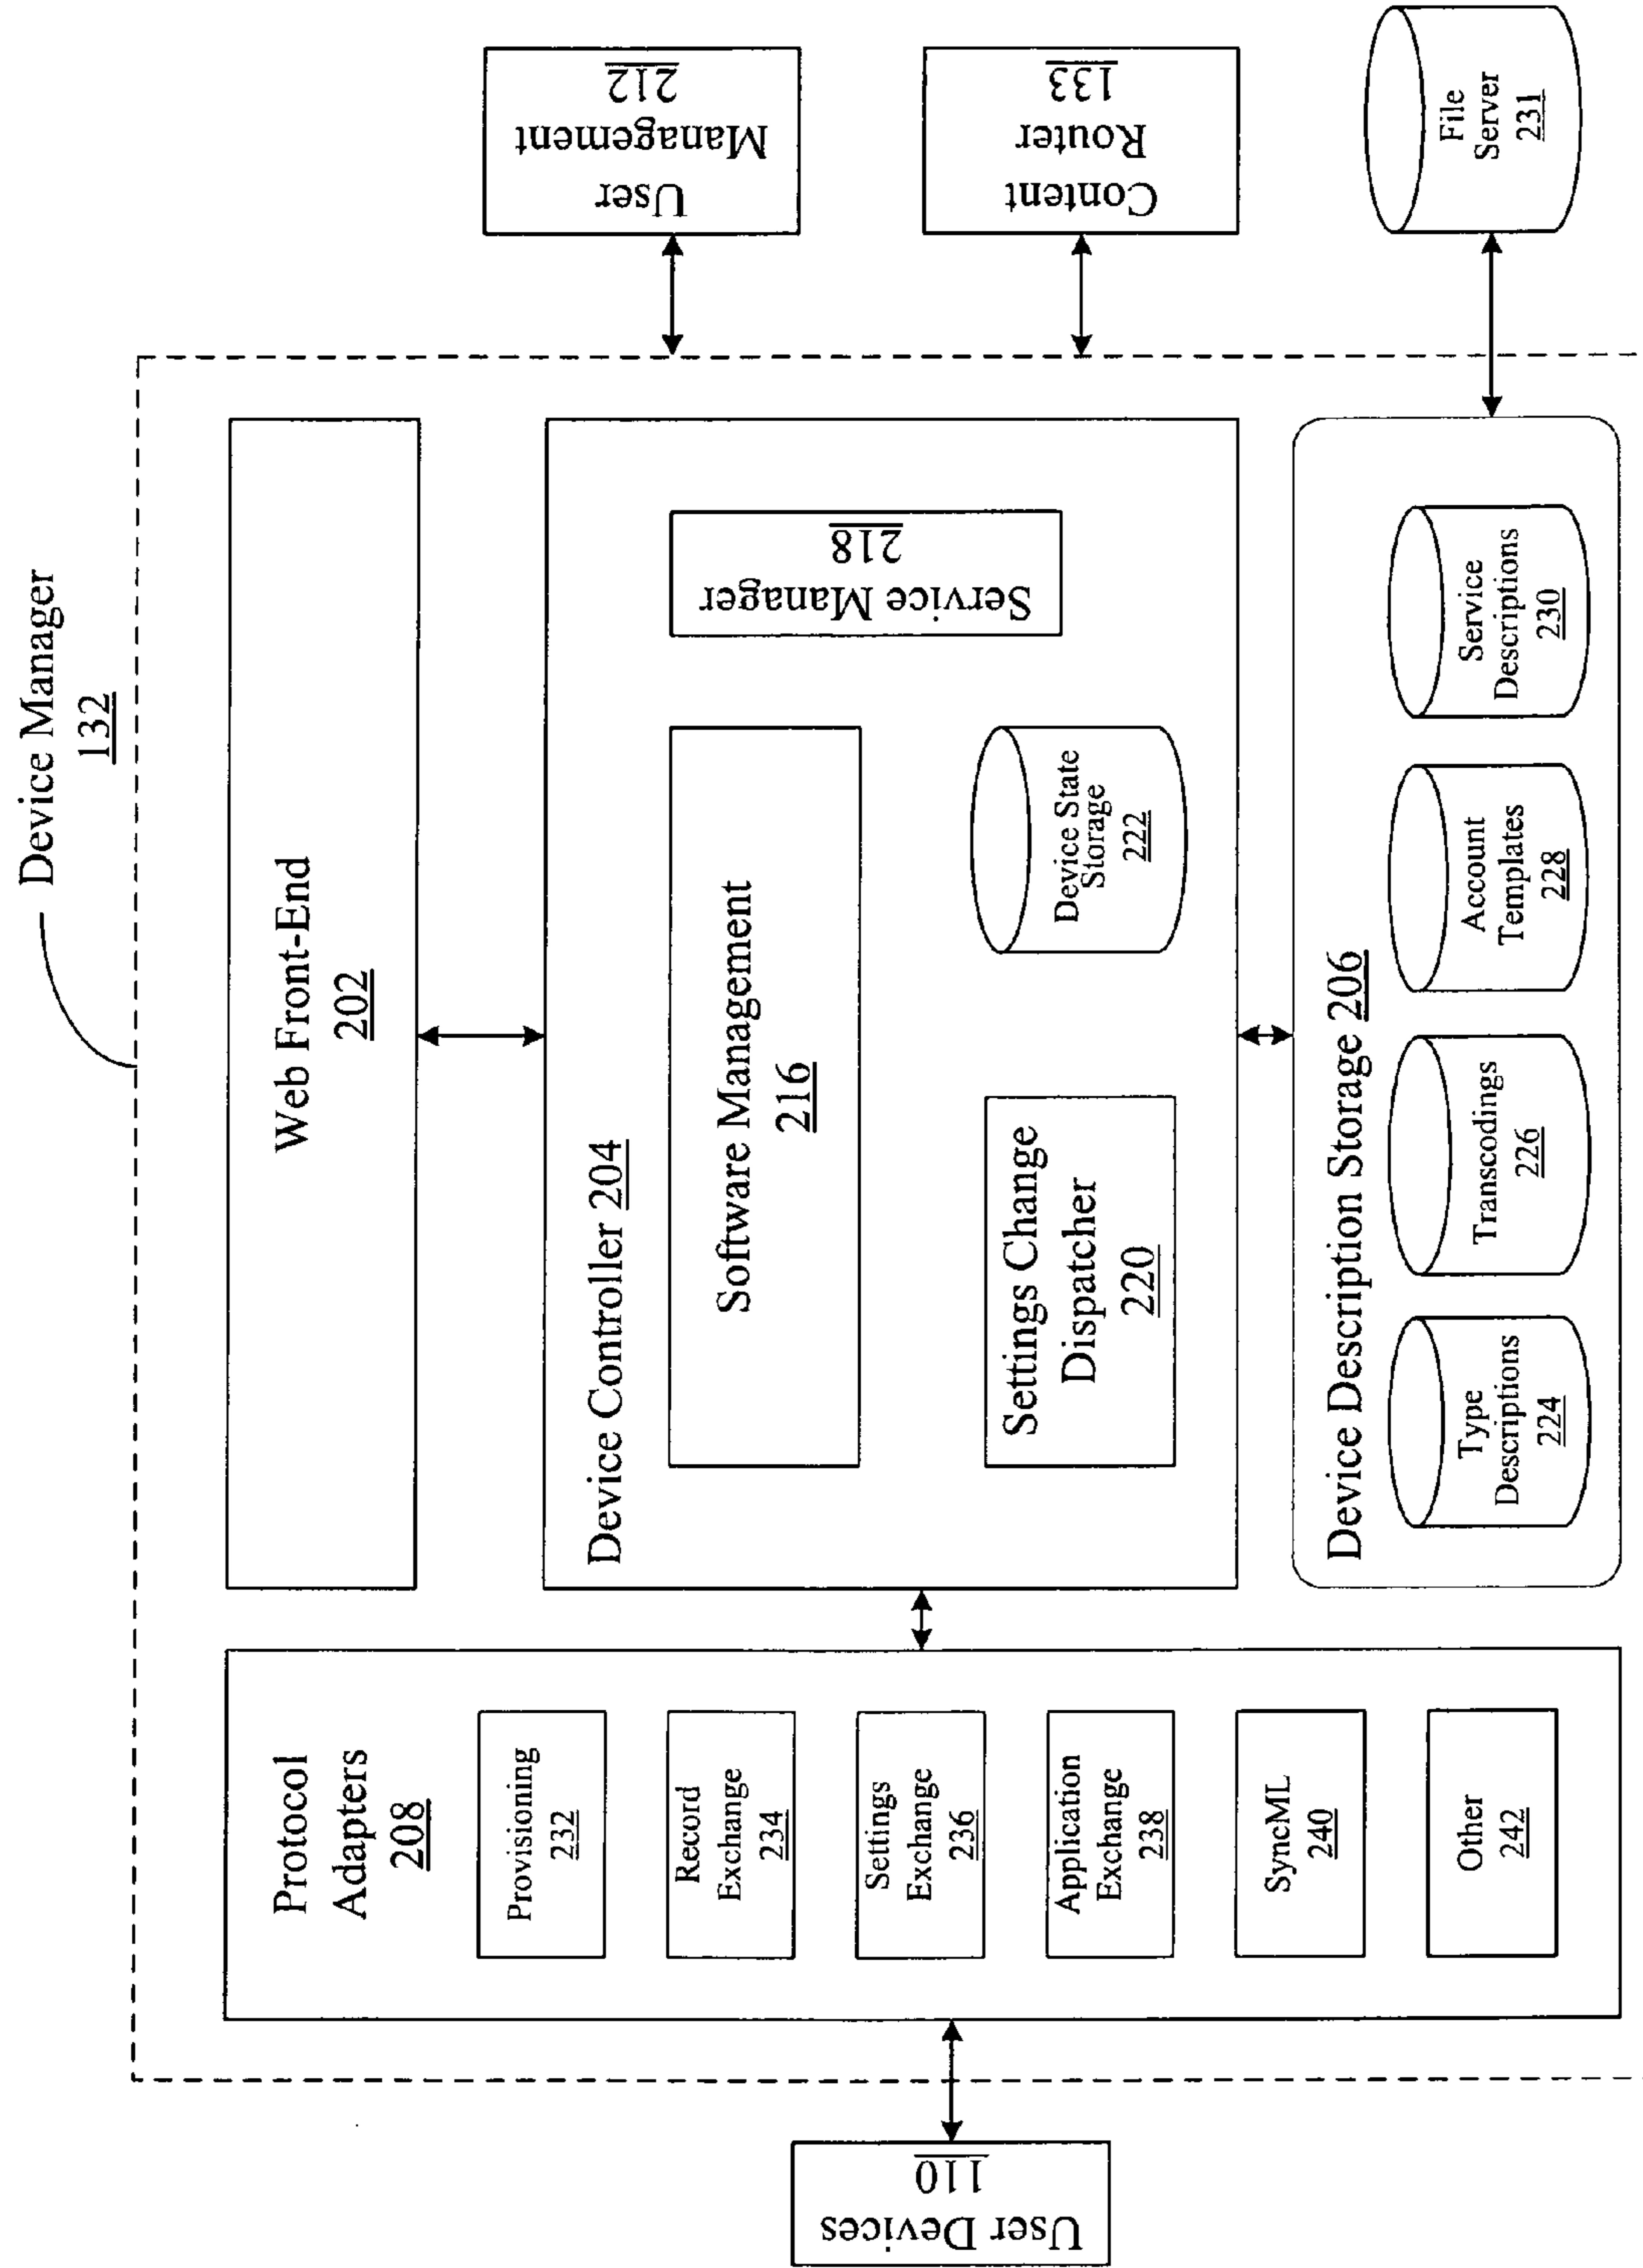 Device Manager
132
Web Front-End
202
User
Management
212
Device Controller 204
Software Management
216
Service Manager
218
Settings Change
Dispatcher
220
Device State
Storage
222
Content
Router
133
Device Description Storage 206
Type
Descriptions
224
Transcodings
226
Account
Templates
228
Service
Descriptions
230
File
Server
231
Protocol
Adapters
208
Provisioning
232
Record
Exchange
234
Settings
Exchange
236
Application
Exchange
238
SyncML
240
Other
242
User Devices
110